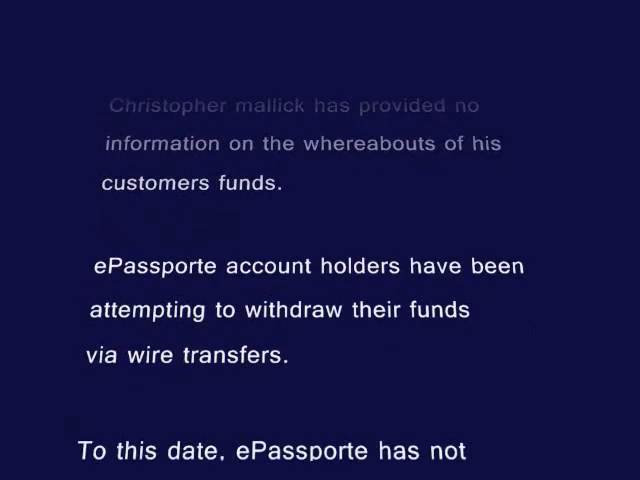 Christopher mallick has provided no
information on the whereabouts of his
customers funds.
ePassporte account holders have been
attempting to withdraw their funds
via wire transfers.
To this date, ePassporte has not